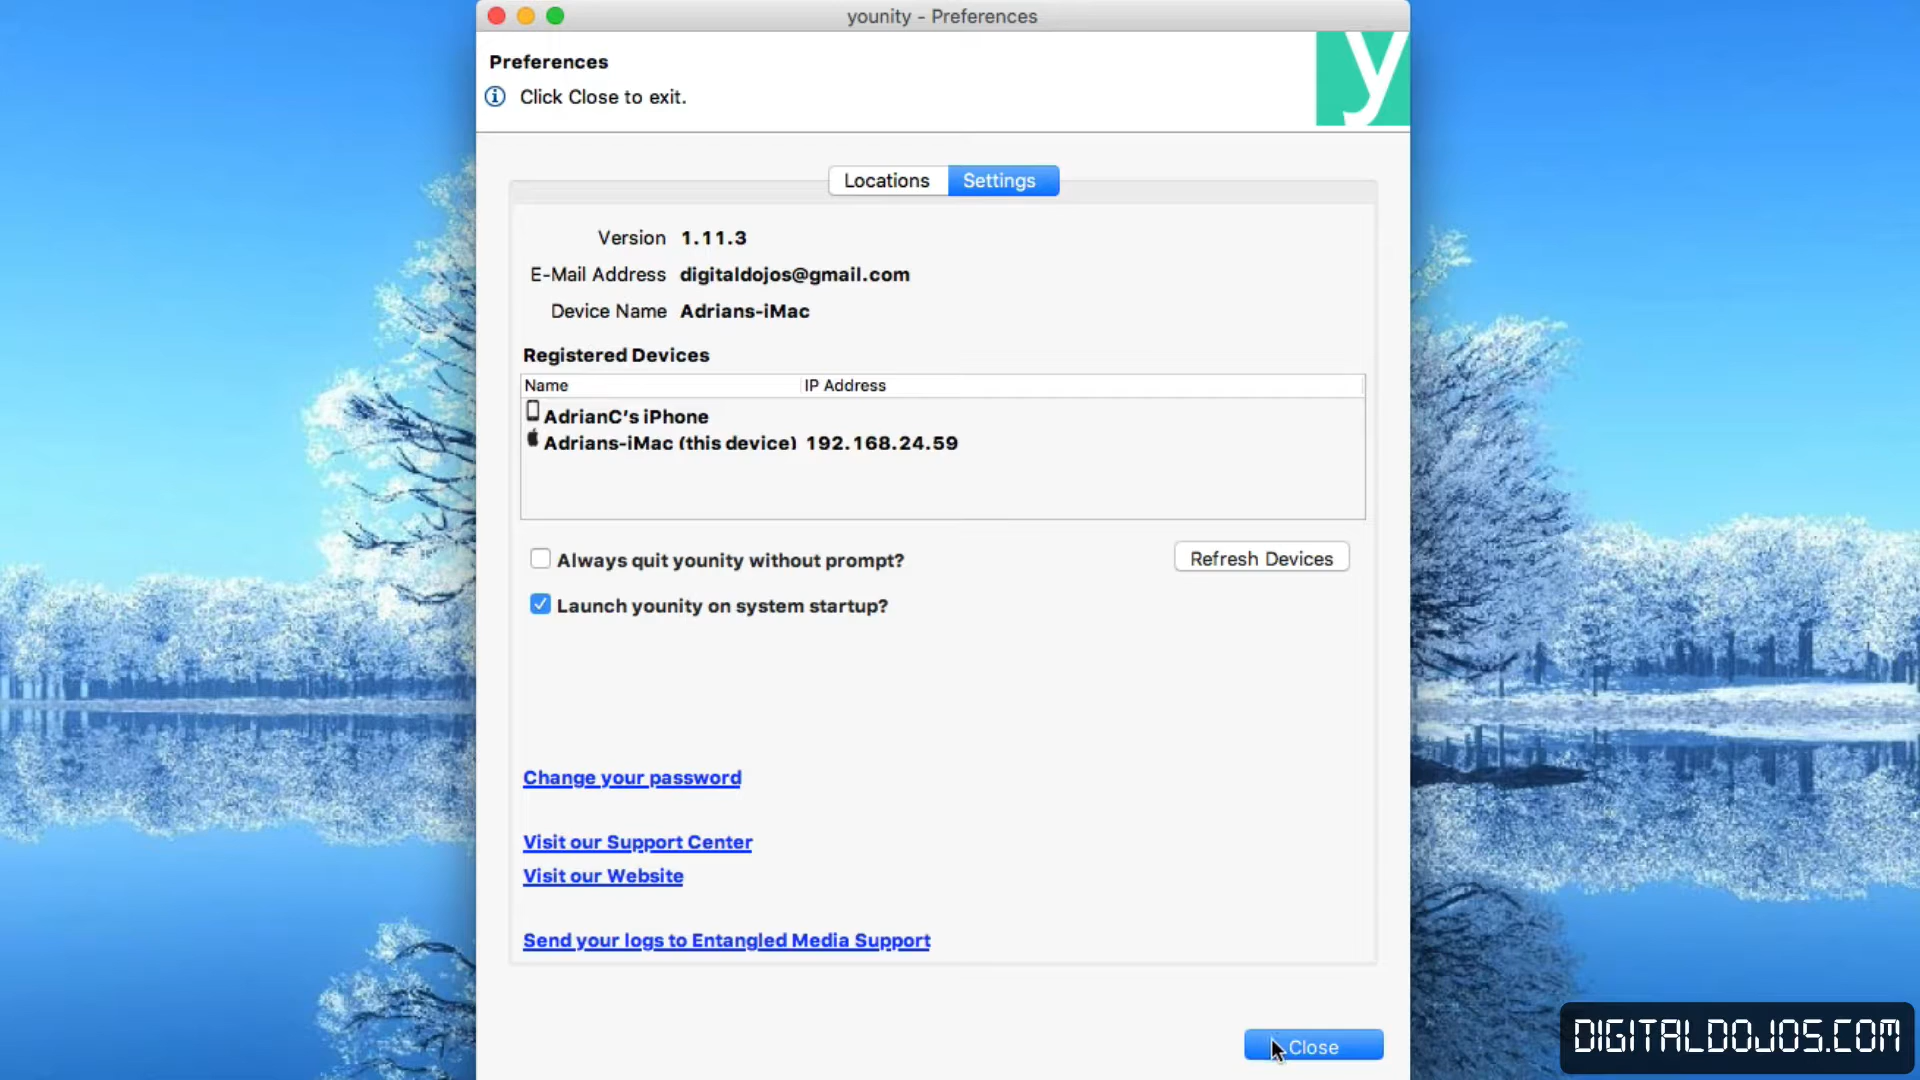 younity - Preferences
Preferences
Click Close to exit.
y
Locations Settings
Version 1.11.3
E-Mail Address digitaldojos@gmail.com
Device Name Adrians-iMac
Registered Devices
Name IP Address
AdrianC's iPhone
Adrians-iMac (this device) 192.168.24.59
Always quit younity without prompt? Refresh Devices
Launch younity on system startup?
Change your password
Visit our Support Center
Visit our Website
Send your logs to Entangled Media Support
Close
DIGITALDOJOS.COM